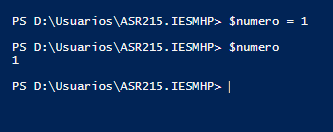 PS D:\Usuarios\ASR215.IESMHP> $numero = 1
PS D:\Usuarios\ASR215.IESMHP> $numero
1
PS D:\Usuarios\ASR215.IESMHP>